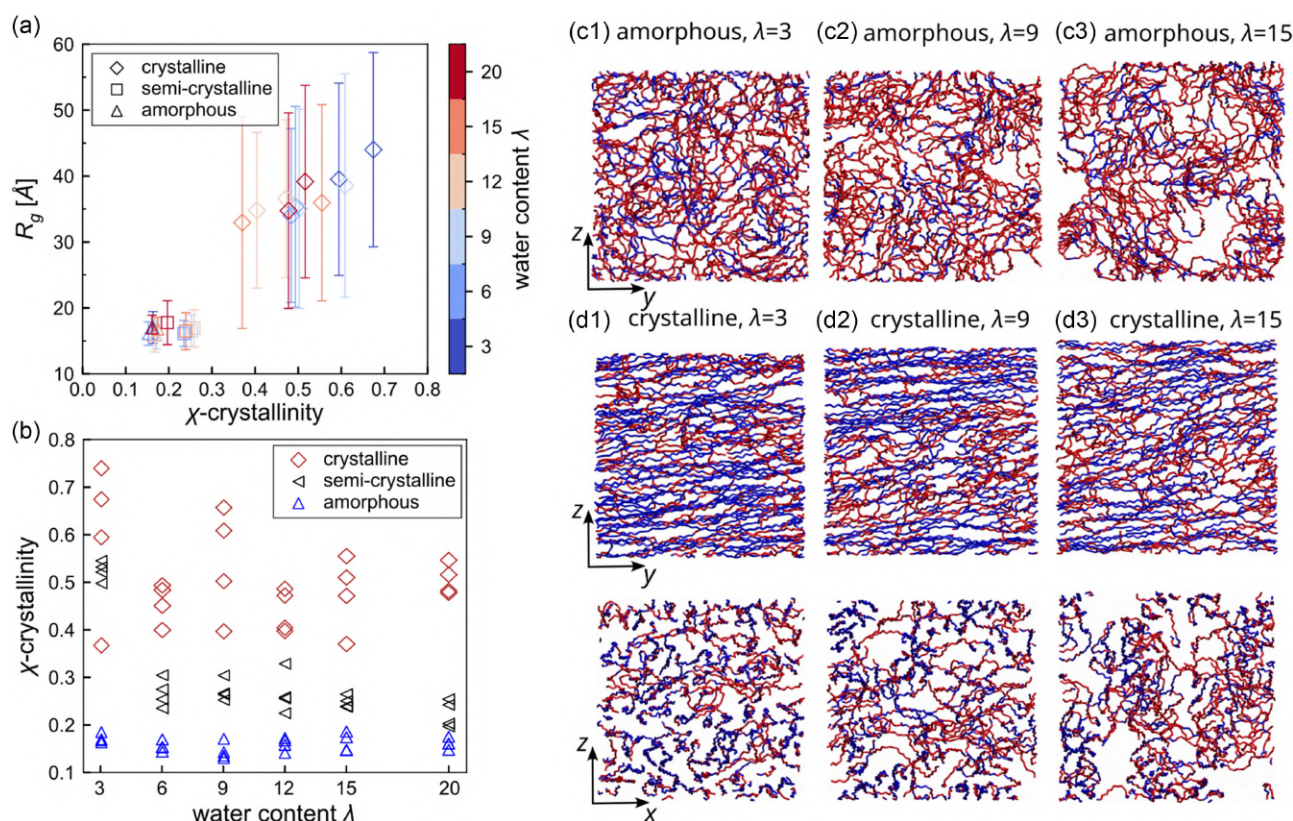 (a)
60
50
40
30
20
10
R_g [Å]
crystalline
semi-crystalline
amorphous
0.0 0.1 0.2 0.3 0.4 0.5 0.6 0.7 0.8
χ-crystallinity
20
15
12
9
6
3
water content λ
(b)
0.8
0.7
0.6
0.5
0.4
0.3
0.2
0.1
χ-crystallinity
crystalline
semi-crystalline
amorphous
3 6 9 12 15 20
water content λ
(c1) amorphous, λ=3
(c2) amorphous, λ=9
(c3) amorphous, λ=15
z
y
(d1) crystalline, λ=3
(d2) crystalline, λ=9
(d3) crystalline, λ=15
z
y
z
x